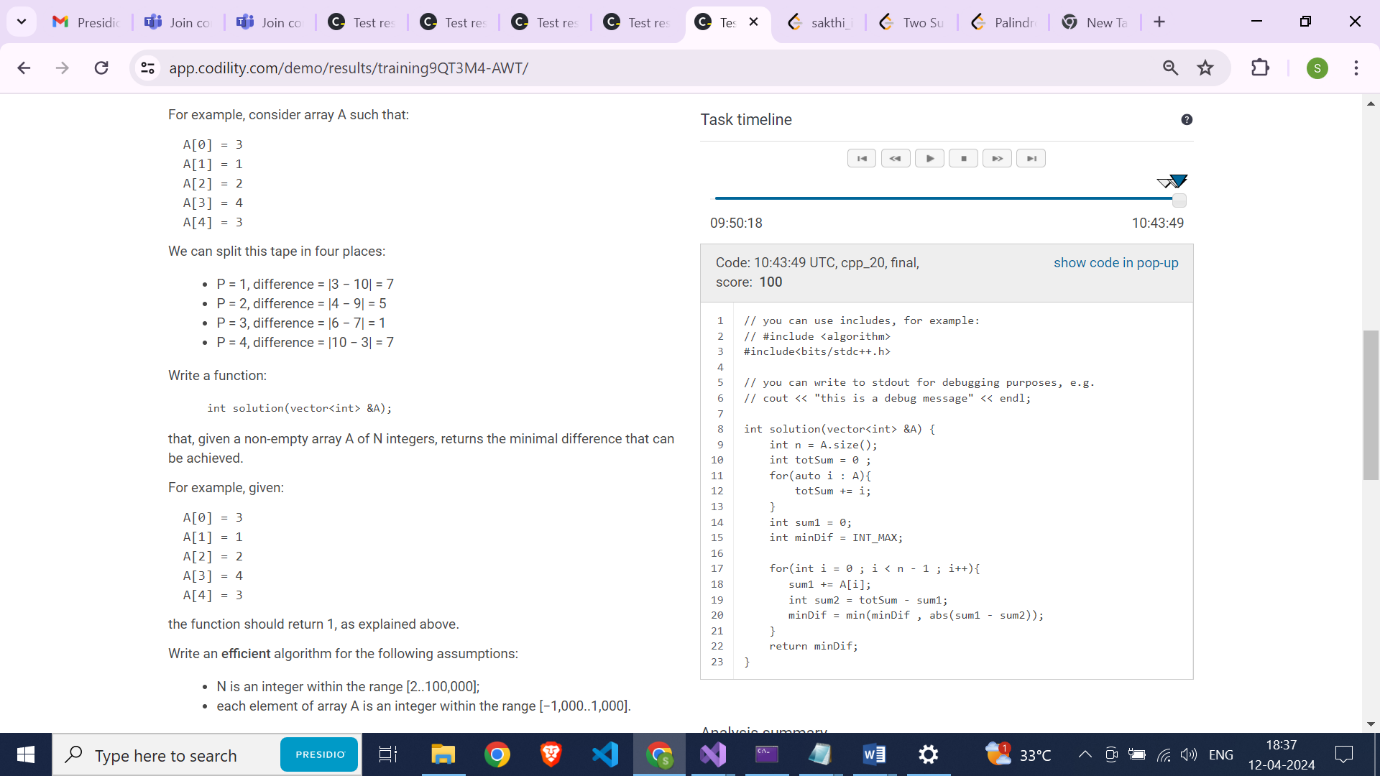 Presidio
Join co
Join co
Test res
Test res
Test res
Test res
Tes
sakthi_
Two Su
Palindr
New Ta
app.codility.com/demo/results/training9QT3M4-AWT/
S
For example, consider array A such that:
A[0] = 3
A[1] = 1
A[2] = 2
A[3] = 4
A[4] = 3
We can split this tape in four places:
• P = 1, difference = |3 − 10| = 7
• P = 2, difference = |4 − 9| = 5
• P = 3, difference = |6 − 7| = 1
• P = 4, difference = |10 − 3| = 7
Write a function:
int solution(vector<int> &A);
that, given a non-empty array A of N integers, returns the minimal difference that can
be achieved.
For example, given:
A[0] = 3
A[1] = 1
A[2] = 2
A[3] = 4
A[4] = 3
the function should return 1, as explained above.
Write an efficient algorithm for the following assumptions:
• N is an integer within the range [2..100,000];
• each element of array A is an integer within the range [−1,000..1,000].
Task timeline
?
09:50:18
10:43:49
Code: 10:43:49 UTC, cpp_20, final,
score: 100
show code in pop-up
1 // you can use includes, for example:
2 // #include <algorithm>
3 #include<bits/stdc++.h>
4
5 // you can write to stdout for debugging purposes, e.g.
6 // cout << "this is a debug message" << endl;
7
8 int solution(vector<int> &A) {
9 int n = A.size();
10 int totSum = 0 ;
11 for(auto i : A){
12 totSum += i;
13 }
14 int sum1 = 0;
15 int minDif = INT_MAX;
16
17 for(int i = 0 ; i < n - 1 ; i++){
18 sum1 += A[i];
19 int sum2 = totSum - sum1;
20 minDif = min(minDif , abs(sum1 - sum2));
21 }
22 return minDif;
23 }
Analysis summary
Type here to search
PRESIDIO
1
33°C
ENG
18:37
12-04-2024